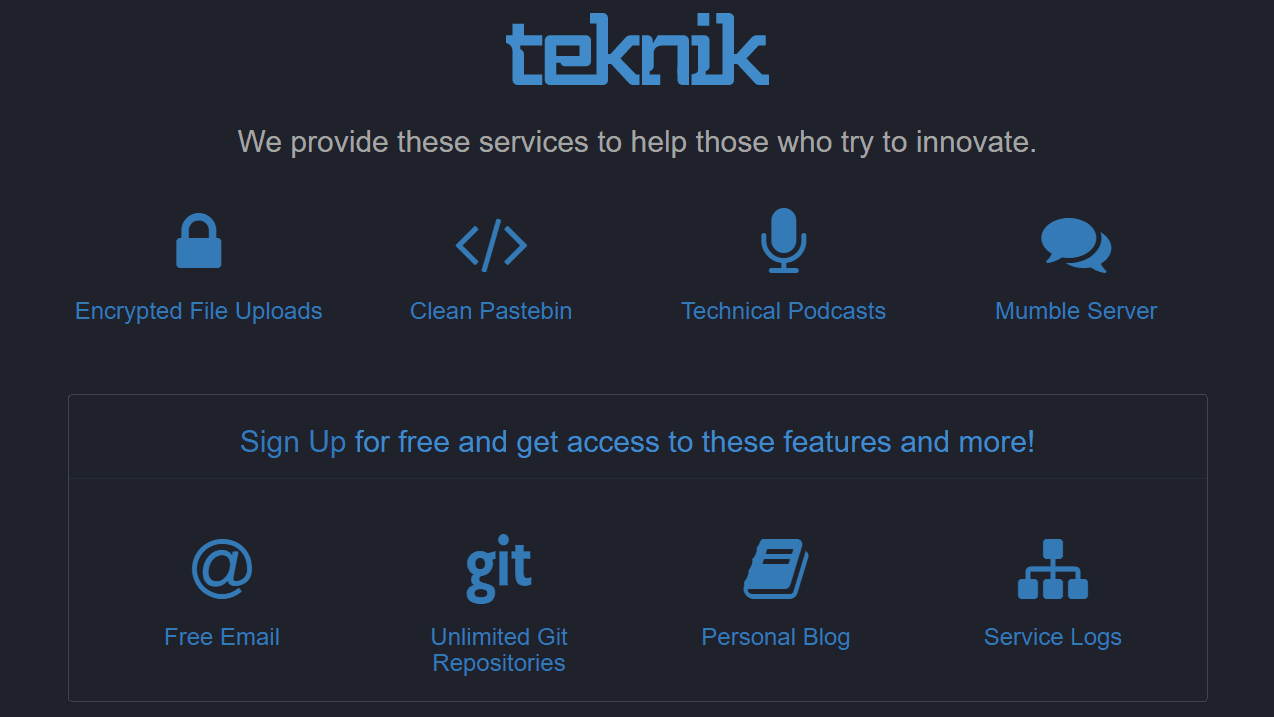 teknik
We provide these services to help those who try to innovate.
Encrypted File Uploads
Clean Pastebin
Technical Podcasts
Mumble Server
Sign Up for free and get access to these features and more!
@
git
Free Email
Unlimited Git
Repositories
Personal Blog
Service Logs